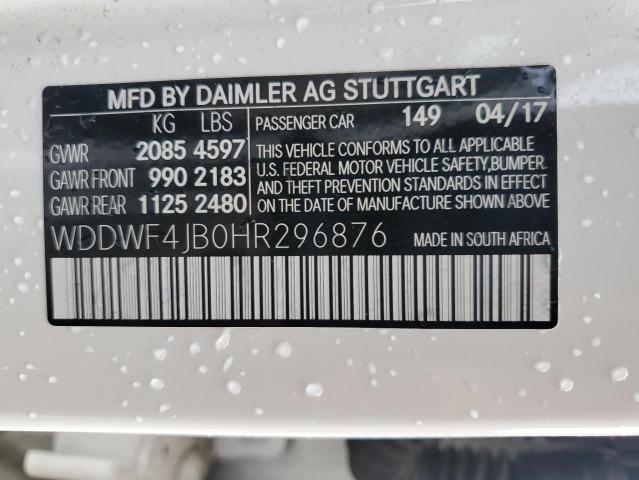 MFD BY DAIMLER AG STUTTGART
KG LBS
GVWR 2085 4597
GAWR FRONT 990 2183
GAWR REAR 1125 2480
PASSENGER CAR 149 04/17
THIS VEHICLE CONFORMS TO ALL APPLICABLE
U.S. FEDERAL MOTOR VEHICLE SAFETY,BUMPER
AND THEFT PREVENTION STANDARDS IN EFFECT
ON THE DATE OF MANUFACTURE SHOWN ABOVE
WDDWF4JB0HR296876 MADE IN SOUTH AFRICA